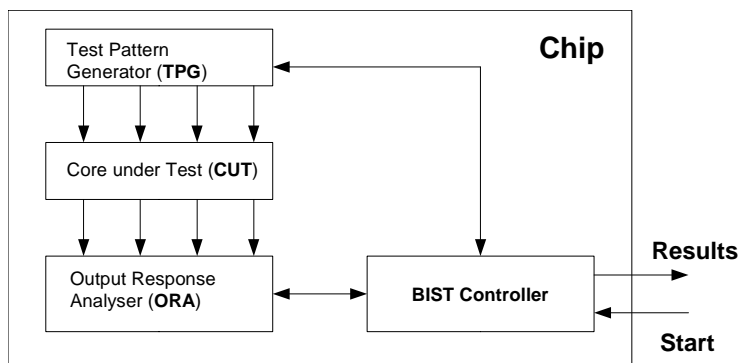 Test Pattern
Generator (TPG)
Chip
Core under Test (CUT)
Output Response
Analyser (ORA)
BIST Controller
Results
Start